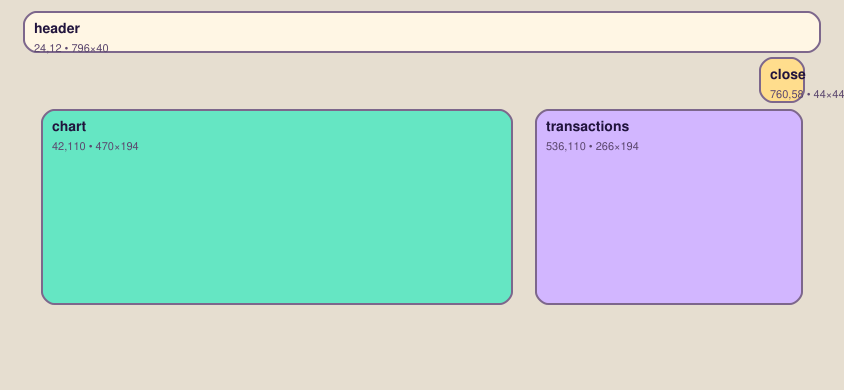 header
24,12 • 796×40
close
760,58 • 44×44
chart
42,110 • 470×194
transactions
536,110 • 266×194